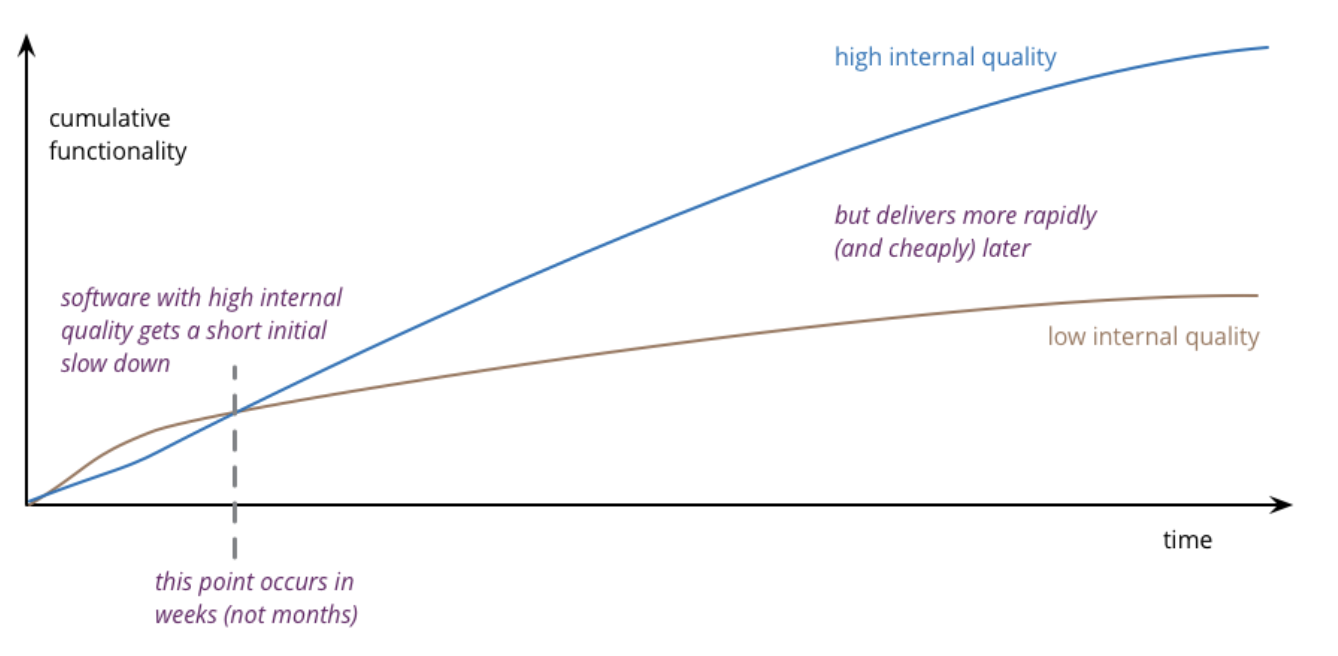 high internal quality
cumulative
functionality
but delivers more rapidly
(and cheaply) later
software with high internal
quality gets a short initial
slow down
low internal quality
time
this point occurs in
weeks (not months)